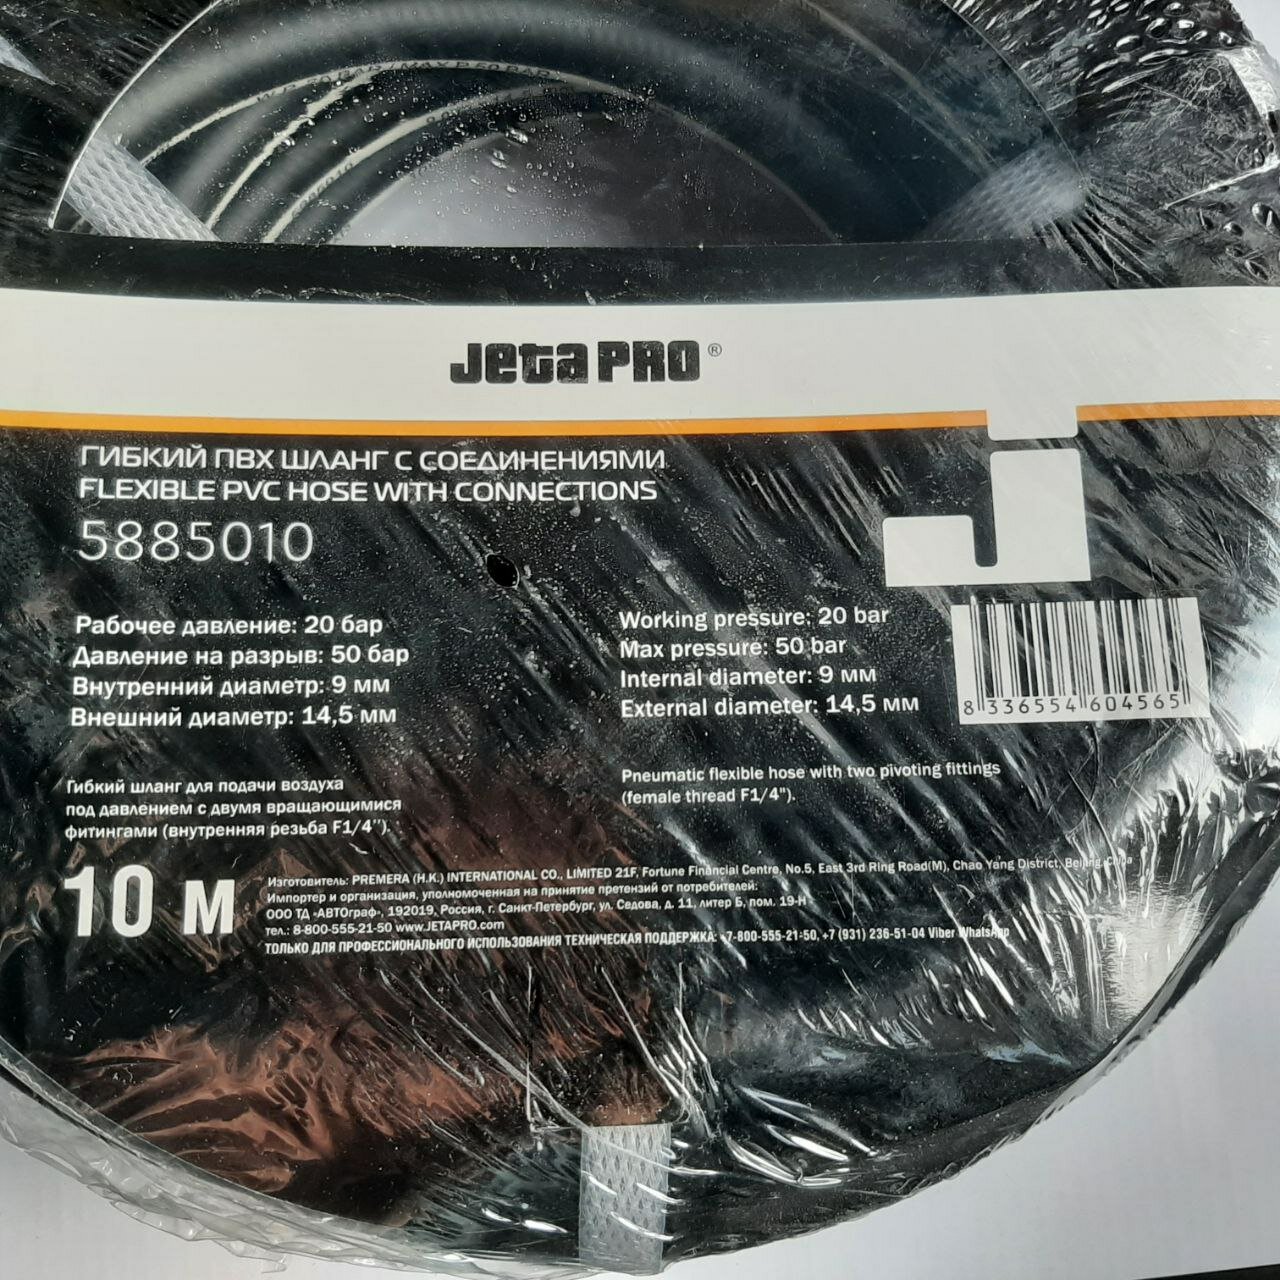 W.P. 20 BAR / MAX P. 50 BAR
Jeta PRO®
ГИБКИЙ ПВХ ШЛАНГ С СОЕДИНЕНИЯМИ
FLEXIBLE PVC HOSE WITH CONNECTIONS
5885010
Рабочее давление: 20 бар
Давление на разрыв: 50 бар
Внутренний диаметр: 9 мм
Внешний диаметр: 14,5 мм
Working pressure: 20 bar
Max pressure: 50 bar
Internal diameter: 9 мм
External diameter: 14,5 мм
8 336554 604565
Гибкий шланг для подачи воздуха
под давлением с двумя вращающимися
фитингами (внутренняя резьба F1/4").
Pneumatic flexible hose with two pivoting fittings
(female thread F1/4").
10 м
Изготовитель: PREMERA (H.K.) INTERNATIONAL CO., LIMITED 21F, Fortune Financial Centre, No.5, East 3rd Ring Road(M), Chao Yang District, Beijing, China
Импортер и организация, уполномоченная на принятие претензий от потребителей:
ООО ТД «АВТОграф», 192019, Россия, г. Санкт-Петербург, ул. Седова, д. 11, литер Б, пом. 19-Н
тел.: 8-800-555-21-50 www.JETAPRO.com
ТОЛЬКО ДЛЯ ПРОФЕССИОНАЛЬНОГО ИСПОЛЬЗОВАНИЯ ТЕХНИЧЕСКАЯ ПОДДЕРЖКА: +7-800-555-21-50, +7 (931) 236-51-04 Viber WhatsApp